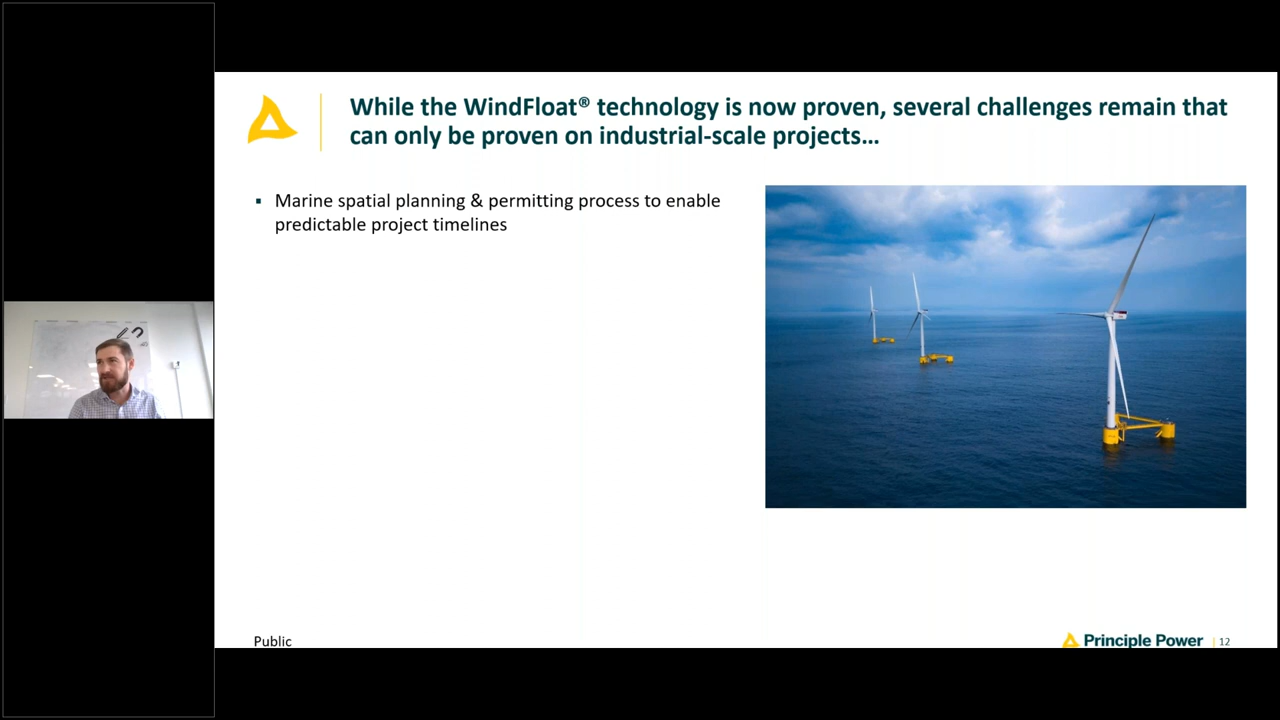 While the WindFloat® technology is now proven, several challenges remain that
can only be proven on industrial-scale projects…
▪ Marine spatial planning & permitting process to enable
predictable project timelines
Public
Principle Power | 12